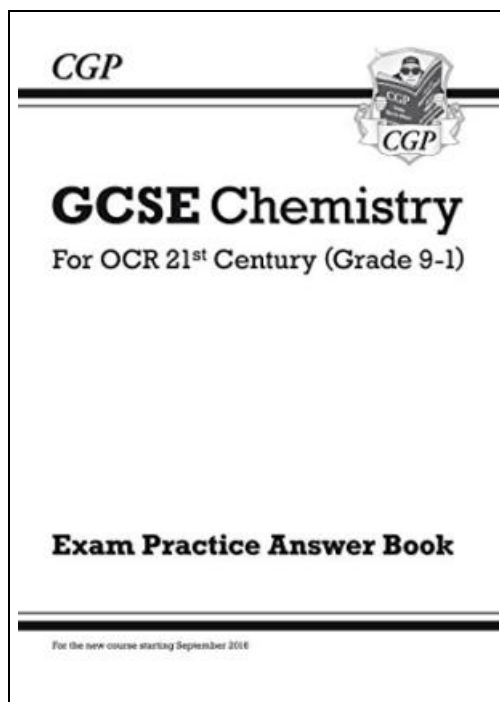 CGP
CGP
CGP
GCSE Chemistry
For OCR 21st Century (Grade 9-1)
Exam Practice Answer Book
For the new course starting September 2016